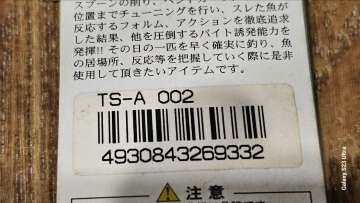 スプーンの削り、ベン
位置までチューニングを行い、スレた魚が
反応するフォルム、アクションを徹底追求
した結果、他を圧倒するバイト誘発能力を
発揮!! その日の一匹を早く確実に釣り、魚
の居場所、反応等を把握していく際に是非
使用して頂きたいアイテムです。
TS-A 002
4930843269332
注意
Galaxy S23 Ultra